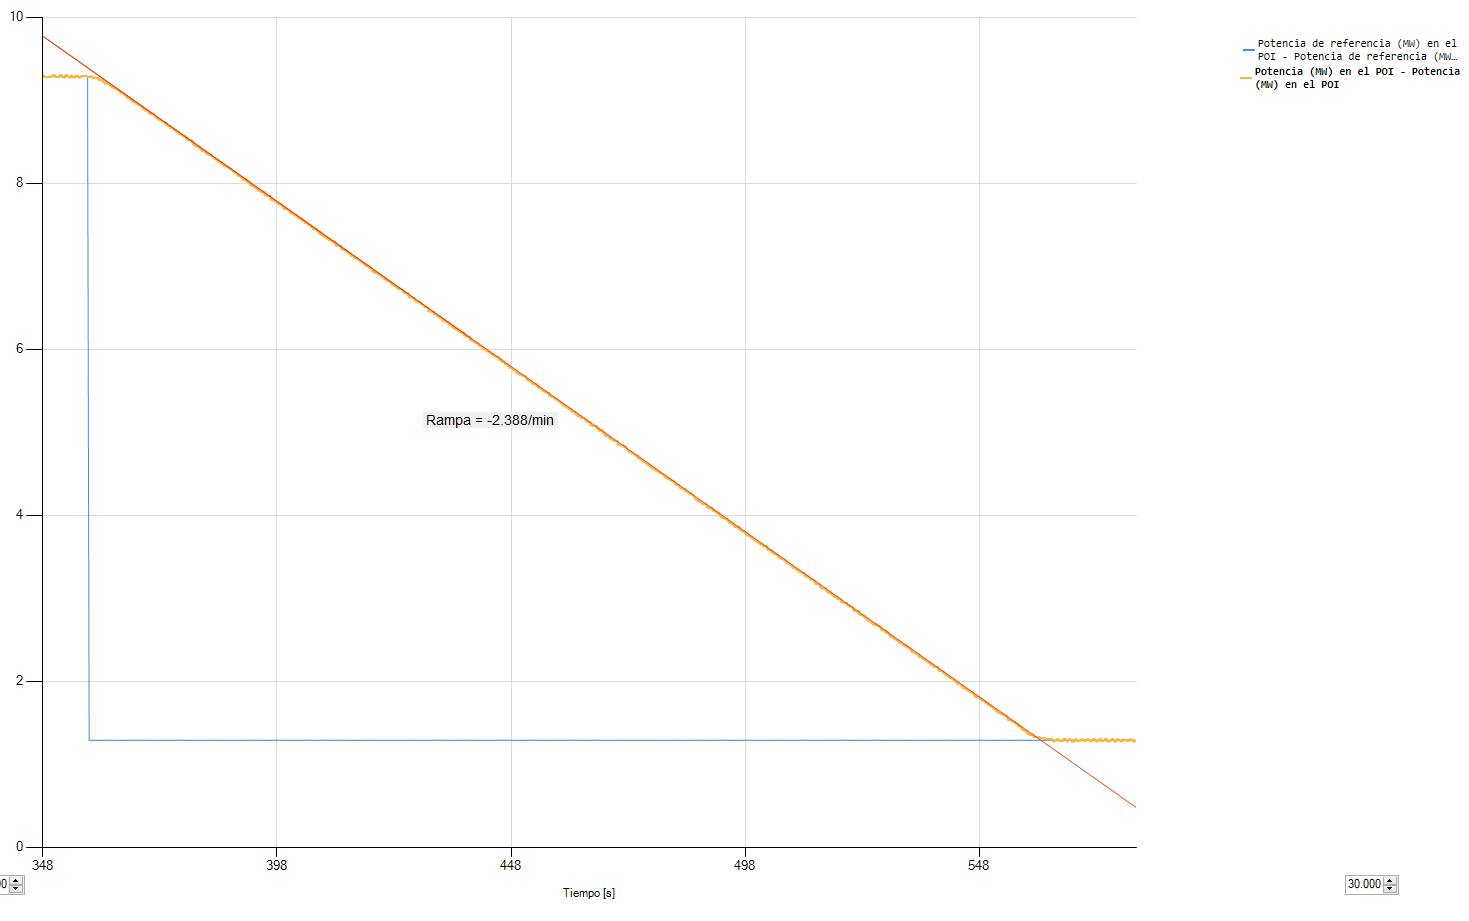 10
Potencia de referencia (MW) en el
POI - Potencia de referencia (MW…
Potencia (MW) en el POI - Potencia
(MW) en el POI
8
6
Rampa = -2.388/min
4
2
0
348 398 448 498 548
Tiempo [s]
0 30.000